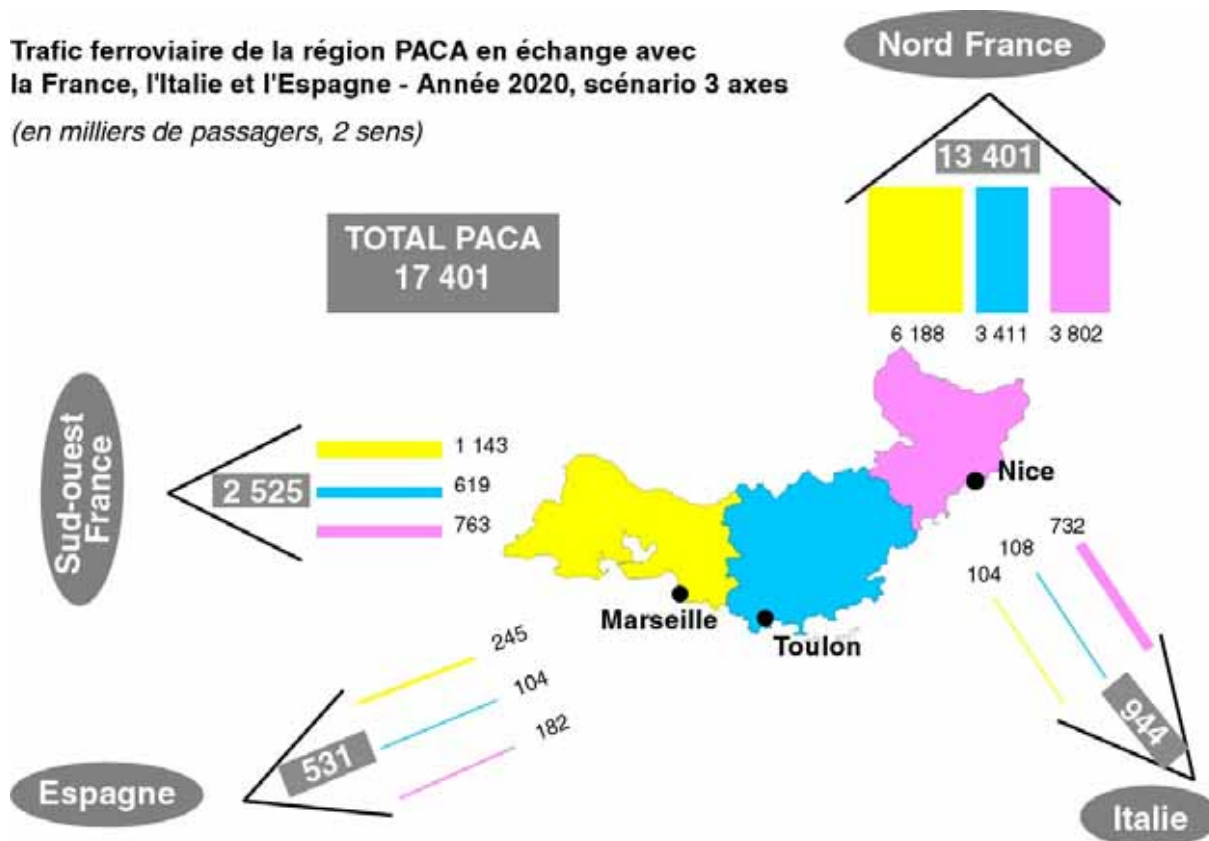 Trafic ferroviaire de la région PACA en échange avec
la France, l'Italie et l'Espagne - Année 2020, scénario 3 axes
(en milliers de passagers, 2 sens)
Nord France
13 401
6 188
3 411
3 802
TOTAL PACA
17 401
Sud-ouest
France
2 525
1 143
619
763
Nice
Marseille
Toulon
732
108
104
944
Italie
245
104
182
531
Espagne